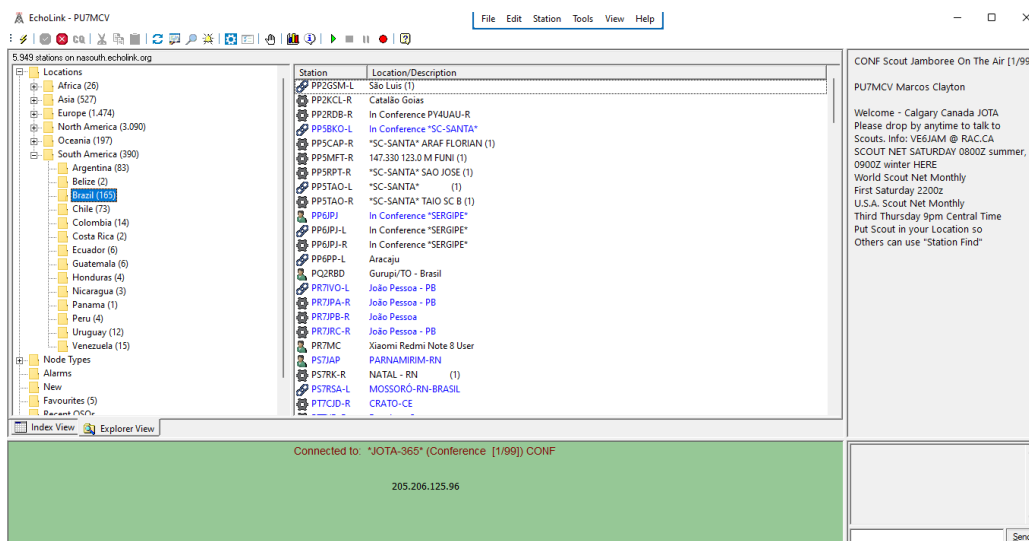 EchoLink - PU7MCV
File Edit Station Tools View Help
5.949 stations on nasouth.echolink.org
Locations
Africa (26)
Asia (527)
Europe (1.474)
North America (3.090)
Oceania (197)
South America (390)
Argentina (83)
Belize (2)
Brazil (165)
Chile (73)
Colombia (14)
Costa Rica (2)
Ecuador (6)
Guatemala (6)
Honduras (4)
Nicaragua (3)
Panama (1)
Peru (4)
Uruguay (12)
Venezuela (15)
Node Types
Alarms
New
Favourites (5)
Recent QSOs
Index View Explorer View
Station Location/Description
PP2GSM-L São Luis (1)
PP2KCL-R Catalão Goias
PP2RDB-R In Conference PY4UAU-R
PP5BKO-L In Conference *SC-SANTA*
PP5CAP-R *SC-SANTA* ARAF FLORIAN (1)
PP5MFT-R 147.330 123.0 M FUNI (1)
PP5RPT-R *SC-SANTA* SAO JOSE (1)
PP5TAO-L *SC-SANTA* (1)
PP5TAO-R *SC-SANTA* TAIO SC B (1)
PP6JPJ In Conference *SERGIPE*
PP6JPJ-L In Conference *SERGIPE*
PP6JPJ-R In Conference *SERGIPE*
PP6PP-L Aracaju
PQ2RBD Gurupi/TO - Brasil
PR7IVO-L João Pessoa - PB
PR7JPA-R João Pessoa - PB
PR7JPB-R João Pessoa
PR7JRC-R João Pessoa - PB
PR7MC Xiaomi Redmi Note 8 User
PS7JAP PARNAMIRIM-RN
PS7RK-R NATAL - RN (1)
PS7RSA-L MOSSORÓ-RN-BRASIL
PT7CJD-R CRATO-CE
CONF Scout Jamboree On The Air [1/99
PU7MCV Marcos Clayton
Welcome - Calgary Canada JOTA
Please drop by anytime to talk to
Scouts. Info: VE6JAM @ RAC.CA
SCOUT NET SATURDAY 0800Z summer,
0900Z winter HERE
World Scout Net Monthly
First Saturday 2200z
U.S.A. Scout Net Monthly
Third Thursday 9pm Central Time
Put Scout in your Location so
Others can use "Station Find"
Connected to: *JOTA-365* (Conference [1/99]) CONF
205.206.125.96
Send